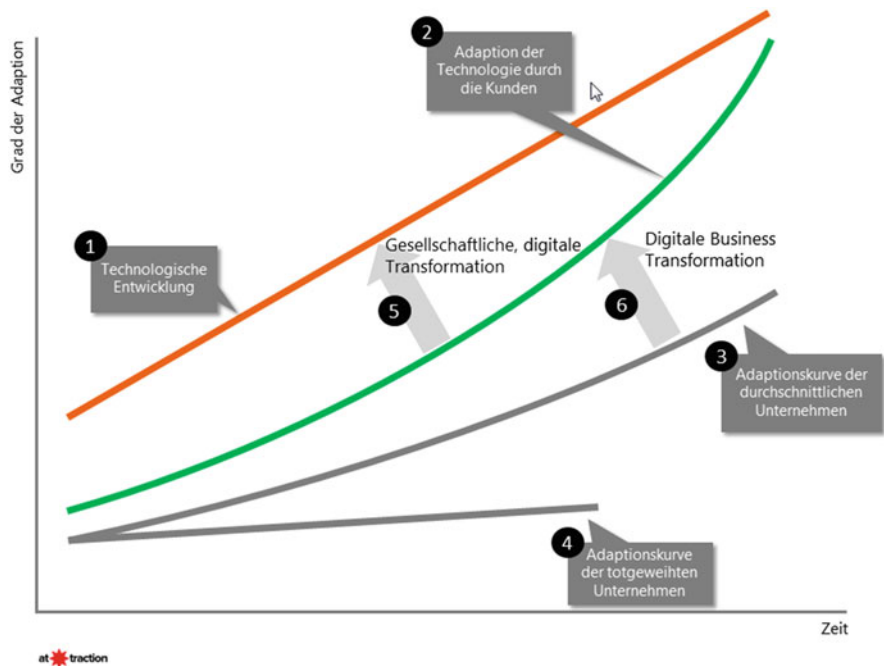 Grad der Adaption
2
Adaption der
Technologie durch
die Kunden
1
Technologische
Entwicklung
Gesellschaftliche, digitale
Transformation
5
Digitale Business
Transformation
6
3
Adaptionskurve der
durchschnittlichen
Unternehmen
4
Adaptionskurve
der totgeweihten
Unternehmen
Zeit
at traction